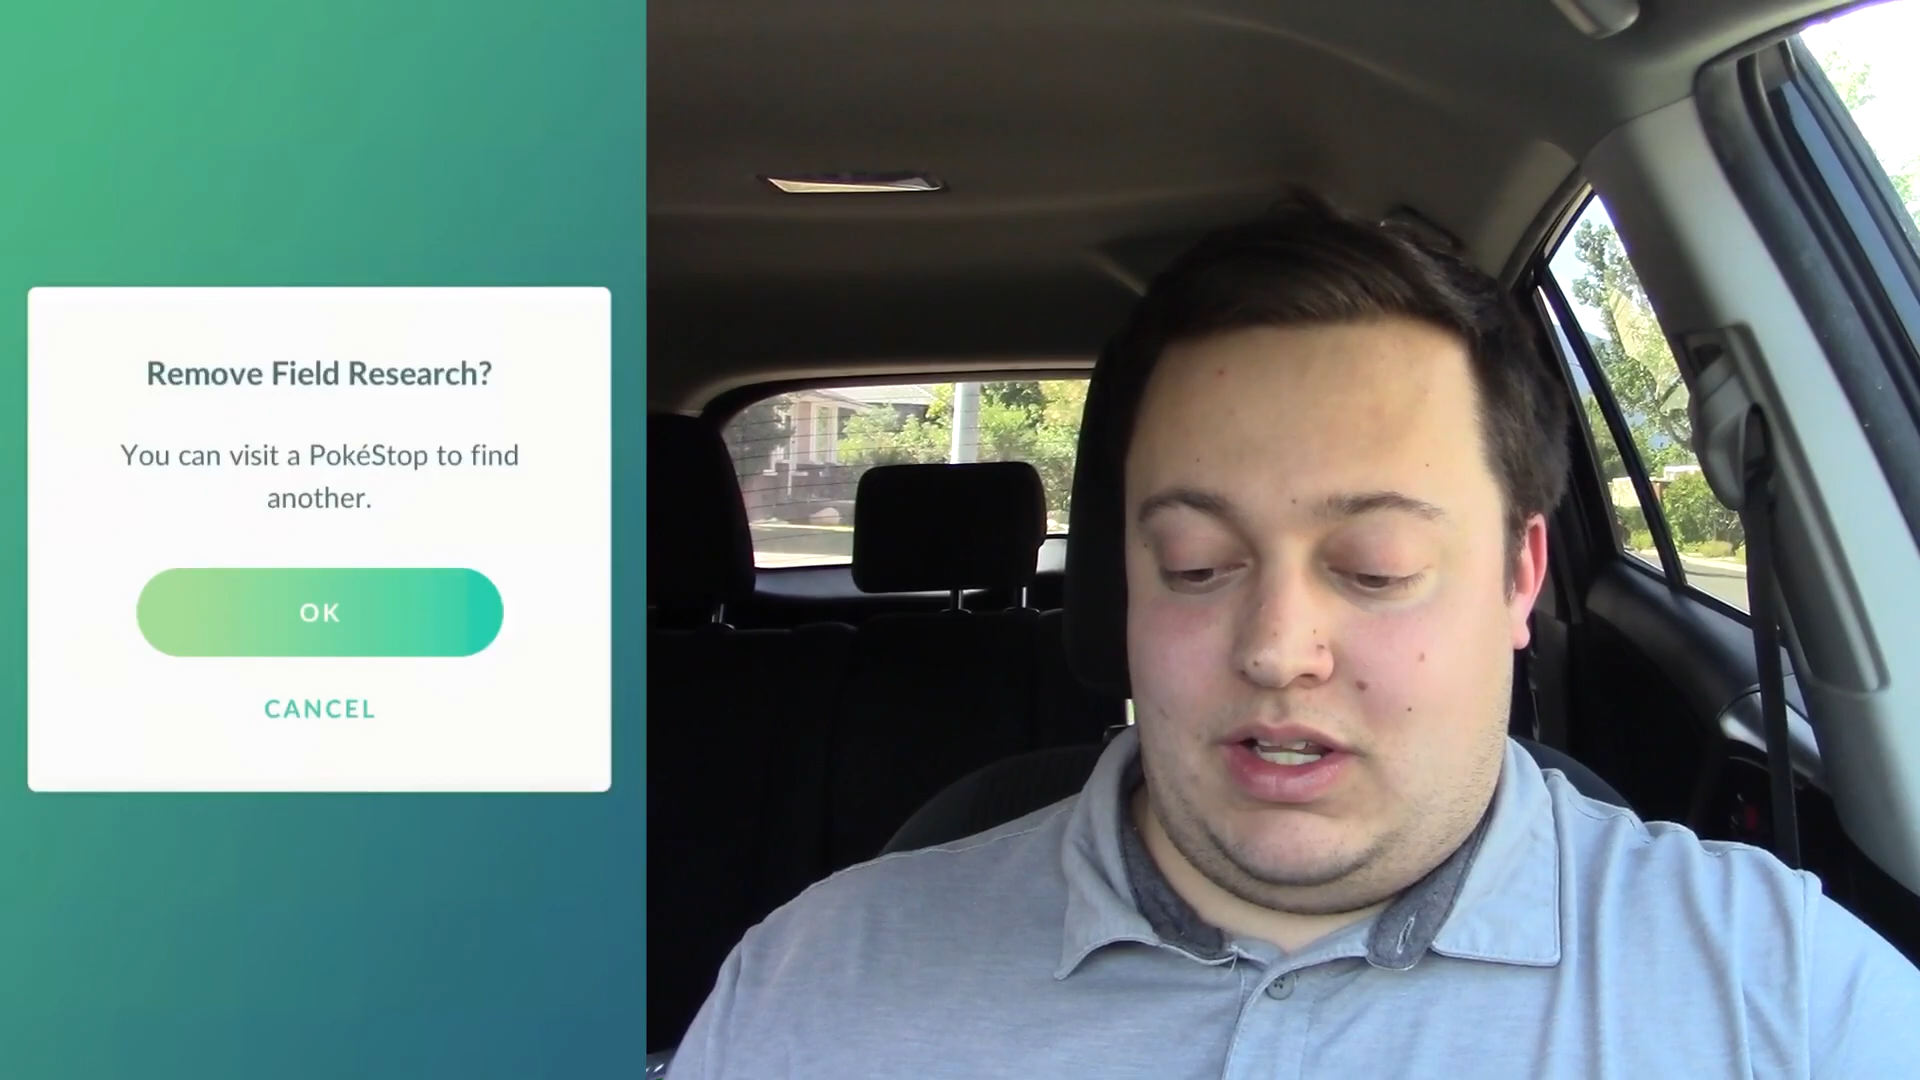 Remove Field Research?
You can visit a PokéStop to find
another.
OK
CANCEL